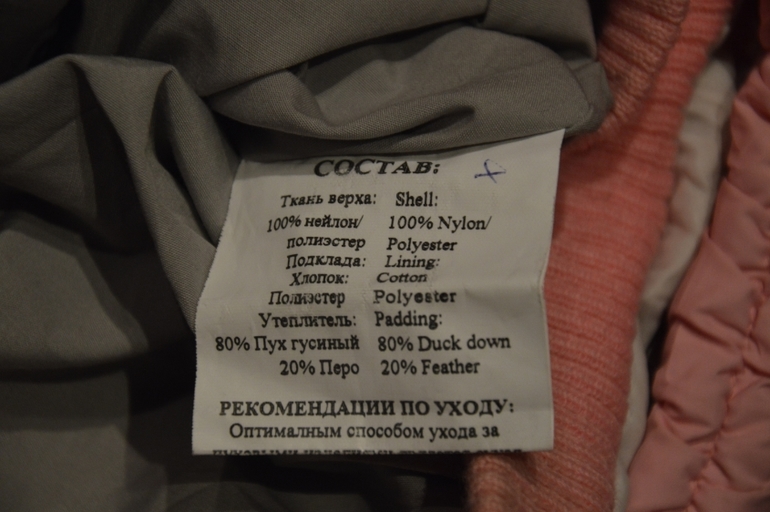 СОСТАВ:
Ткань верха: Shell:
100% нейлон/ 100% Nylon/
полиэстер Polyester
Подклада: Lining:
Хлопок: Cotton
Полиэстер Polyester
Утеплитель: Padding:
80% Пух гусиный 80% Duck down
20% Перо 20% Feather
РЕКОМЕНДАЦИИ ПО УХОДУ:
Оптимальным способом ухода за